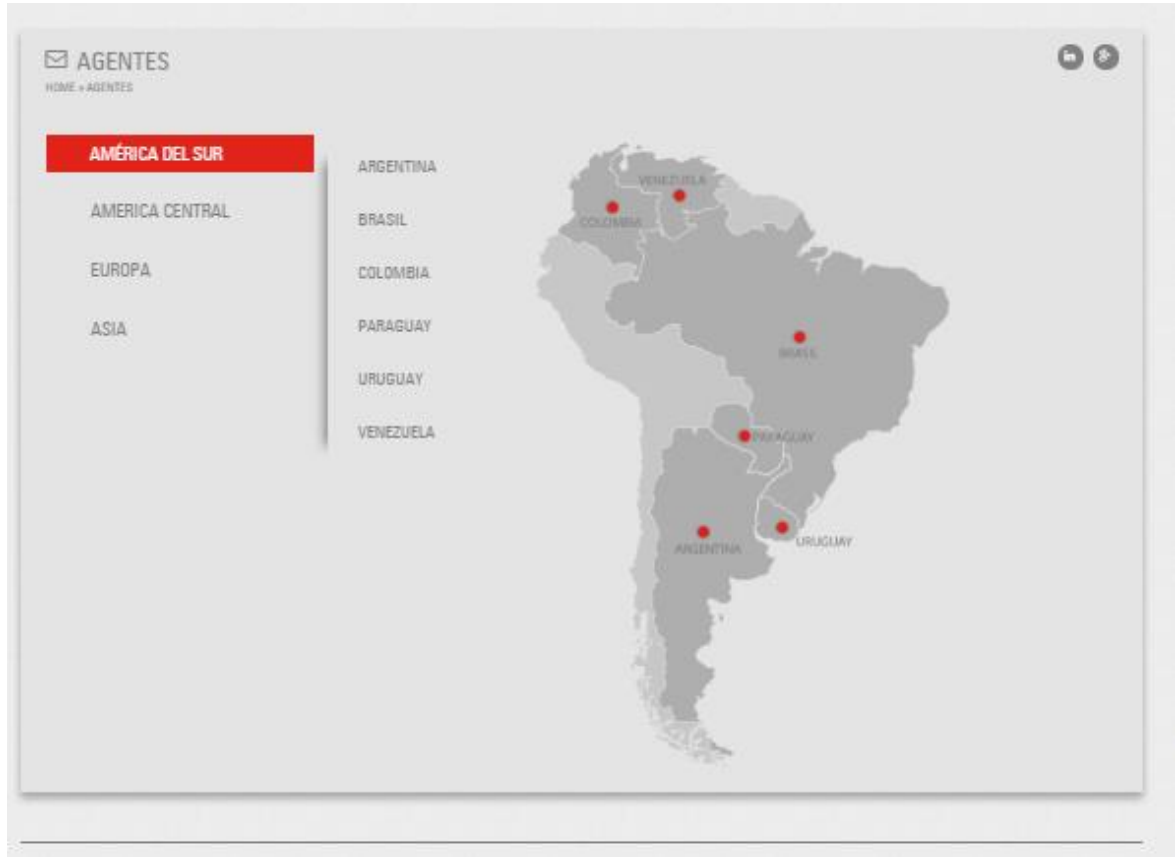 AGENTES
HOME » AGENTES
AMÉRICA DEL SUR
AMERICA CENTRAL
EUROPA
ASIA
ARGENTINA
BRASIL
COLOMBIA
PARAGUAY
URUGUAY
VENEZUELA
VENEZUELA
COLOMBIA
BRASIL
PARAGUAY
URUGUAY
ARGENTINA
in
g+